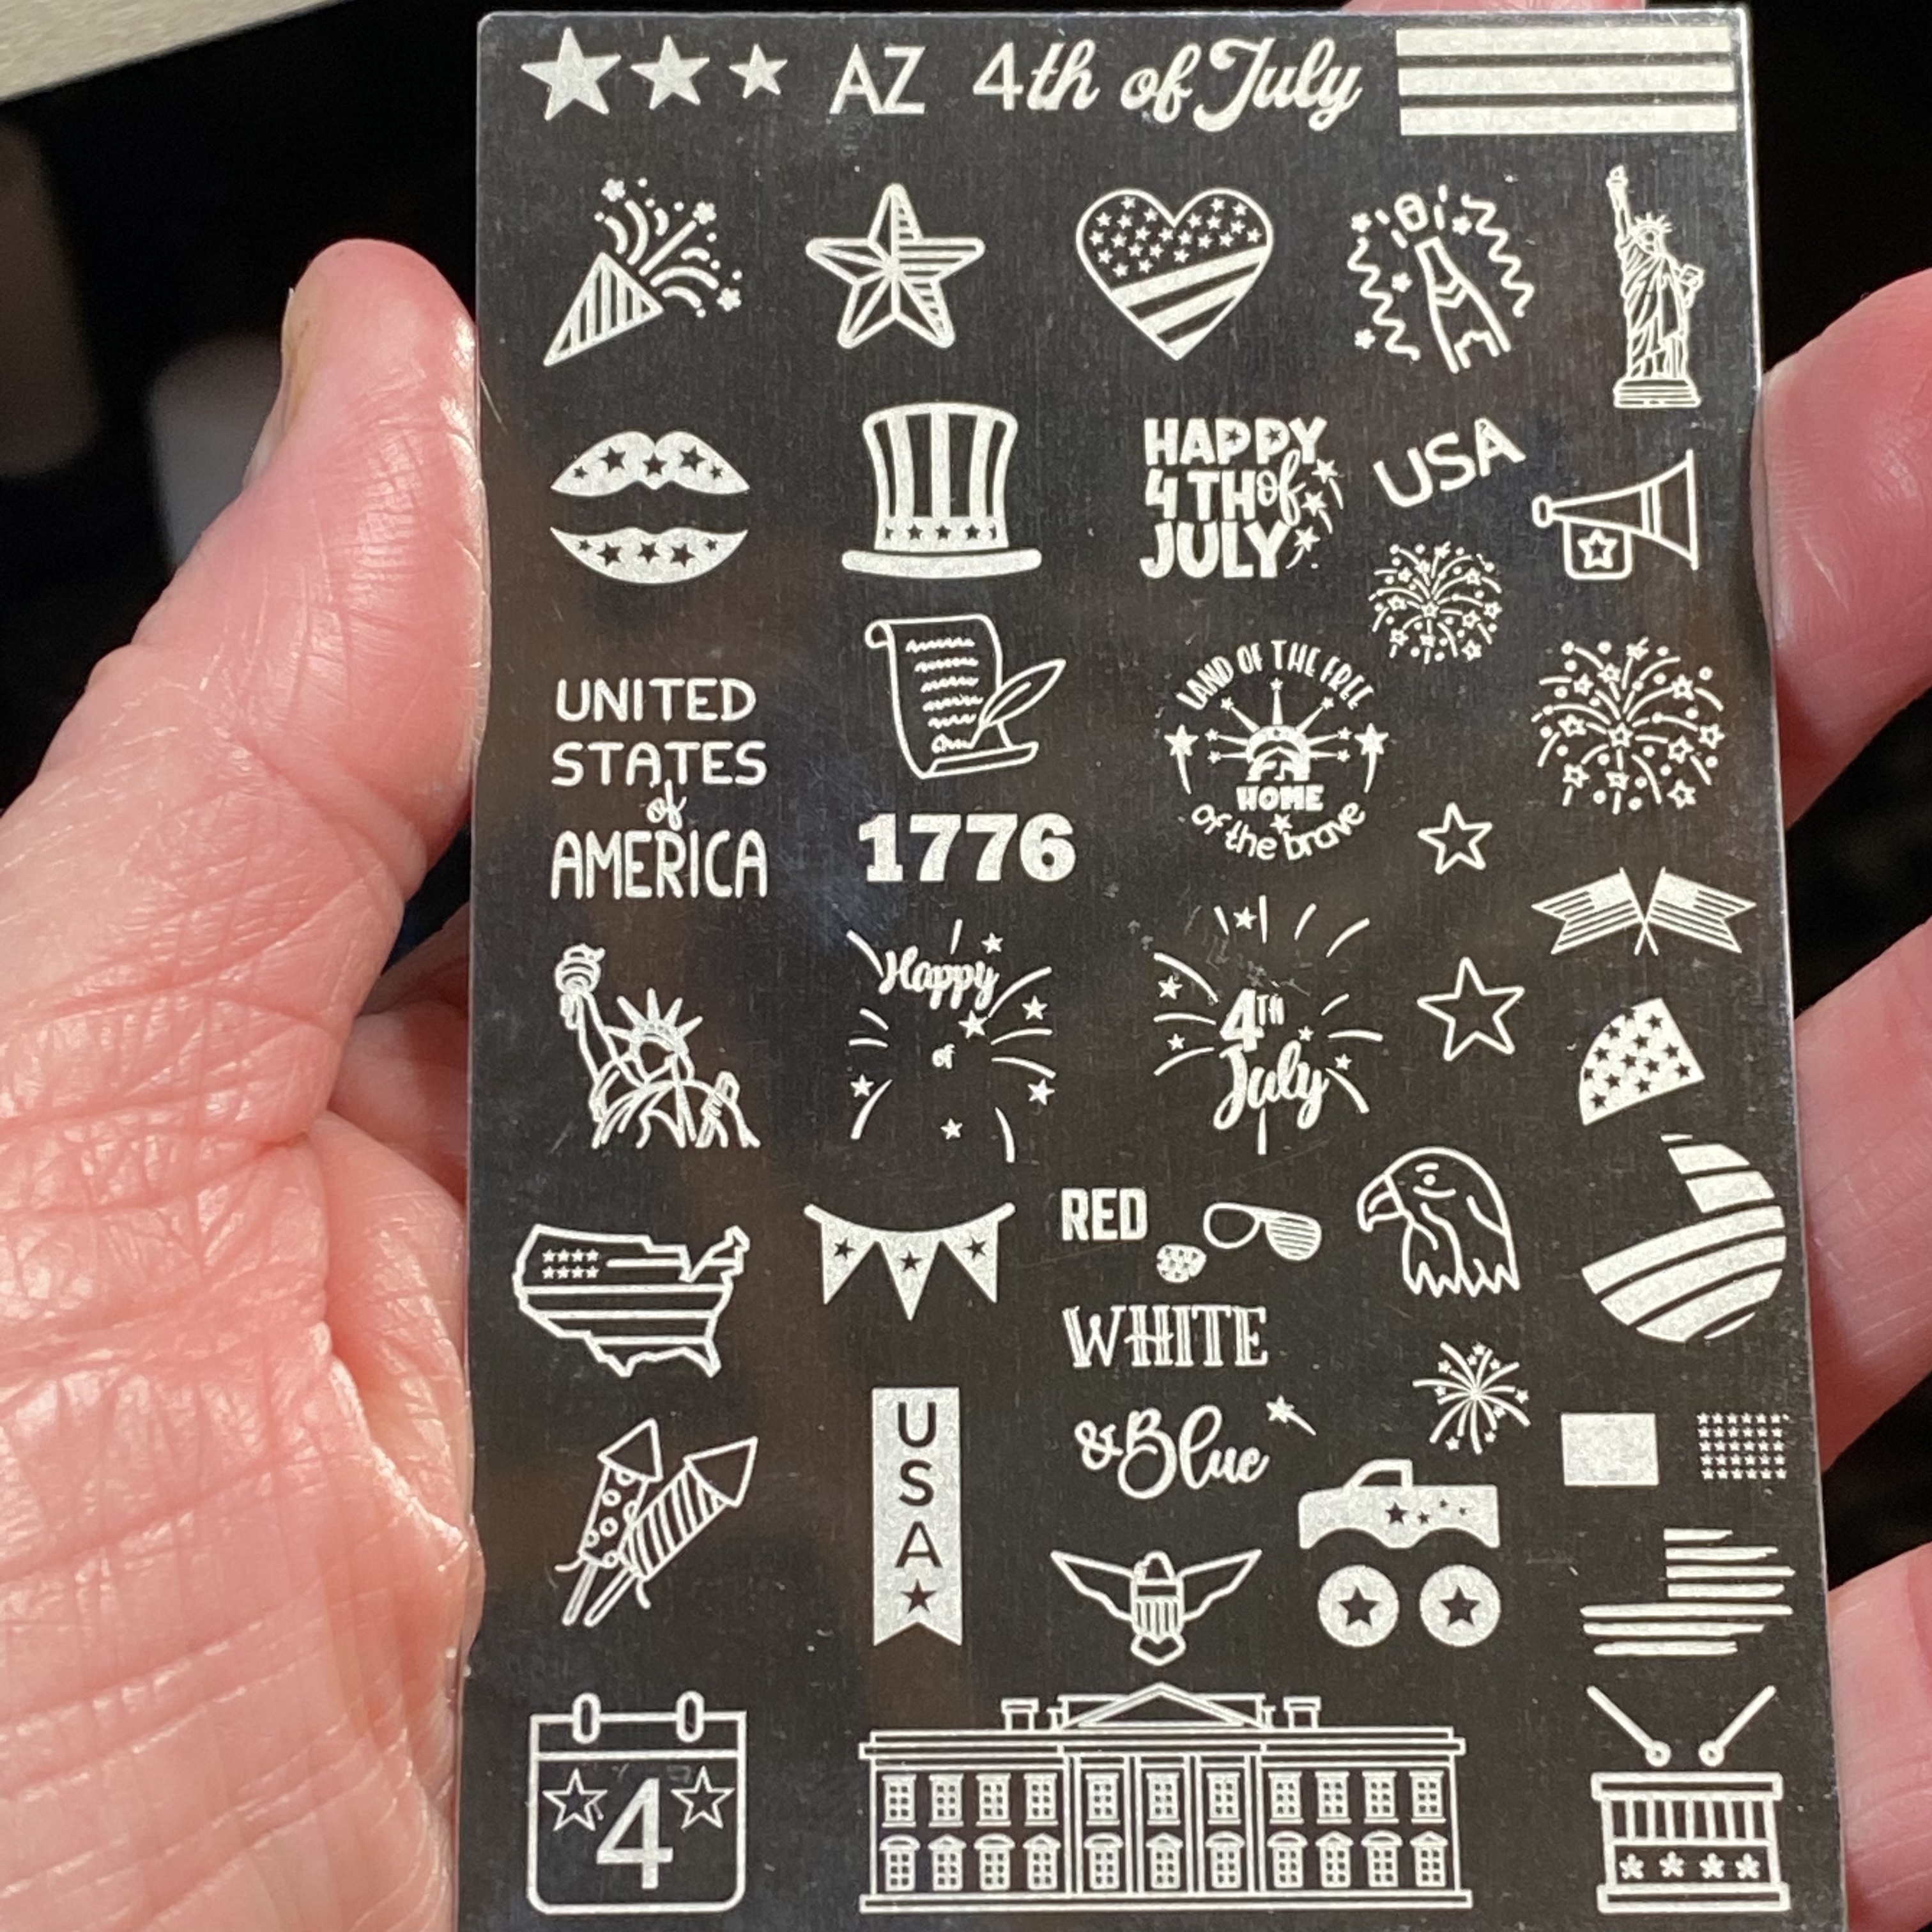 AZ 4th of July
HAPPY
4TH of
JULY
USA
UNITED
STATES
of
AMERICA
1776
LAND OF THE FREE
HOME
of the brave
Happy
of
4TH
July
RED
WHITE
& Blue
USA
4